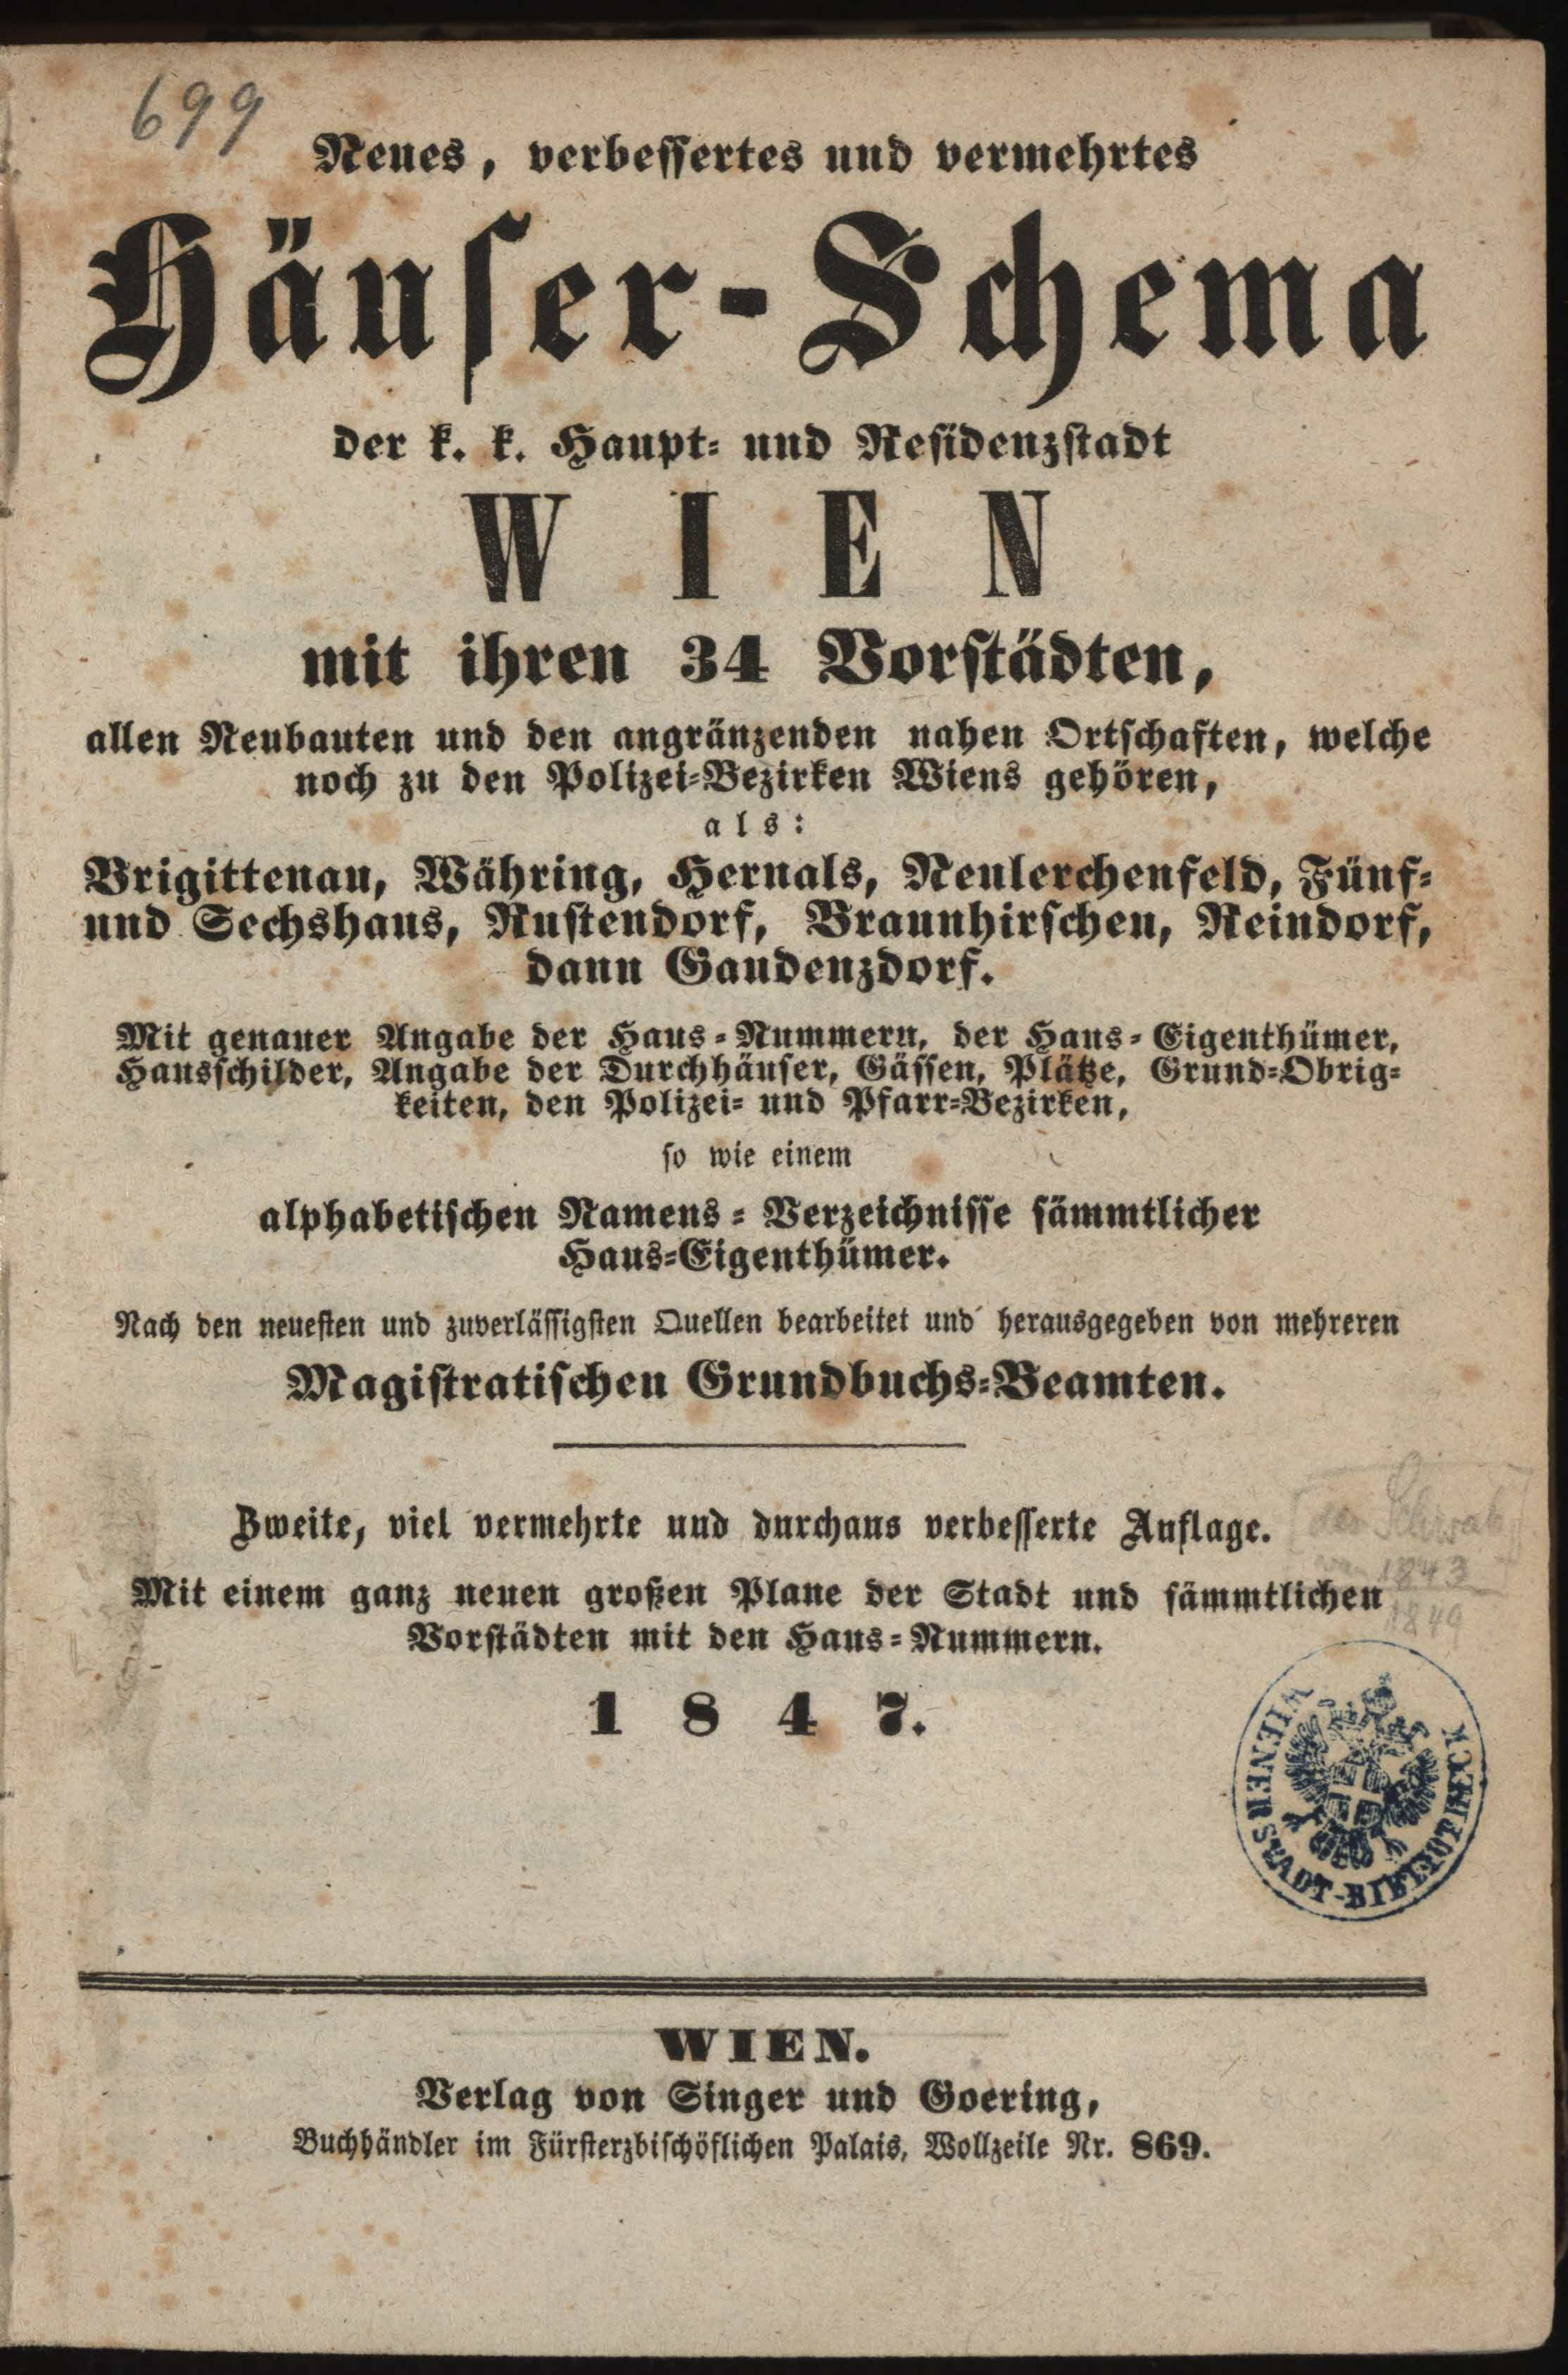 699
Neues, verbessertes und vermehrtes
Häuser-Schema
der k. k. Haupt- und Residenzstadt
WIEN
mit ihren 34 Vorstädten,
allen Neubauten und den angränzenden nahen Ortschaften, welche
noch zu den Polizei-Bezirken Wiens gehören,
als:
Brigittenau, Währing, Hernals, Neulerchenfeld, Fünf-
und Sechshaus, Rustendorf, Braunhirschen, Reindorf,
dann Gaudenzdorf.
Mit genauer Angabe der Haus-Nummern, der Haus-Eigenthümer,
Hausschilder, Angabe der Durchhäuser, Gässen, Plätze, Grund-Obrig-
keiten, den Polizei- und Pfarr-Bezirken,
so wie einem
alphabetischen Namens-Verzeichnisse sämmtlicher
Haus-Eigenthümer.
Nach den neuesten und zuverlässigsten Quellen bearbeitet und herausgegeben von mehreren
Magistratischen Grundbuchs-Beamten.
Zweite, viel vermehrte und durchaus verbesserte Auflage.
1843
Mit einem ganz neuen großen Plane der Stadt und sämmtlichen
1849
Vorstädten mit den Haus-Nummern.
1847.
WIENER STADT-BIBLIOTHECK
WIEN.
Verlag von Singer und Goering,
Buchhändler im Fürsterzbischöflichen Palais, Wollzeile Nr. 869.